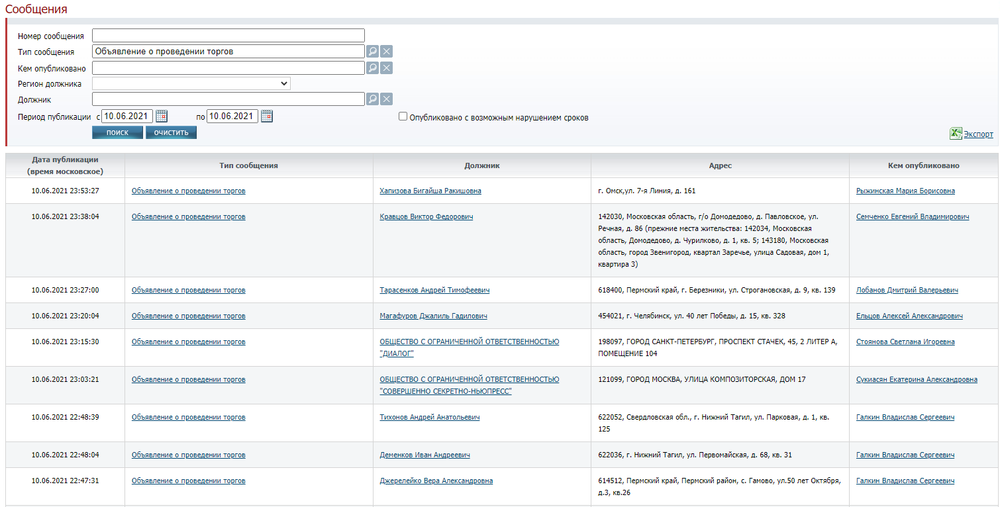 Сообщения
Номер сообщения
Тип сообщения Объявление о проведении торгов
Кем опубликовано
Регион должника
Должник
Период публикации с 10.06.2021 по 10.06.2021 Опубликовано с возможным нарушением сроков
ПОИСК ОЧИСТИТЬ
Экспорт
Дата публикации
(время московское)
Тип сообщения
Должник
Адрес
Кем опубликовано
10.06.2021 23:53:27
Объявление о проведении торгов
Хапизова Бигайша Ракишовна
г. Омск,ул. 7-я Линия, д. 161
Рыжинская Мария Борисовна
10.06.2021 23:38:04
Объявление о проведении торгов
Кравцов Виктор Федорович
142030, Московская область, г/о Домодедово, д. Павловское, ул.
Речная, д. 86 (прежние места жительства: 142034, Московская
область, Домодедово, д. Чурилково, д. 1, кв. 5; 143180, Московская
область, город Звенигород, квартал Заречье, улица Садовая, дом 1,
квартира 3)
Семченко Евгений Владимирович
10.06.2021 23:27:00
Объявление о проведении торгов
Тарасенков Андрей Тимофеевич
618400, Пермский край, г. Березники, ул. Строгановская, д. 9, кв. 139
Лобанов Дмитрий Валерьевич
10.06.2021 23:20:04
Объявление о проведении торгов
Магафуров Джалиль Гадилович
454021, г. Челябинск, ул. 40 лет Победы, д. 15, кв. 328
Ельцов Алексей Александрович
10.06.2021 23:15:30
Объявление о проведении торгов
ОБЩЕСТВО С ОГРАНИЧЕННОЙ ОТВЕТСТВЕННОСТЬЮ
"ДИАЛОГ"
198097, ГОРОД САНКТ-ПЕТЕРБУРГ, ПРОСПЕКТ СТАЧЕК, 45, 2 ЛИТЕР А,
ПОМЕЩЕНИЕ 104
Стоянова Светлана Игоревна
10.06.2021 23:03:21
Объявление о проведении торгов
ОБЩЕСТВО С ОГРАНИЧЕННОЙ ОТВЕТСТВЕННОСТЬЮ
"СОВЕРШЕННО СЕКРЕТНО-НЬЮПРЕСС"
121099, ГОРОД МОСКВА, УЛИЦА КОМПОЗИТОРСКАЯ, ДОМ 17
Сукиасян Екатерина Александровна
10.06.2021 22:48:39
Объявление о проведении торгов
Тихонов Андрей Анатольевич
622052, Свердловская обл., г. Нижний Тагил, ул. Парковая, д. 1, кв.
125
Галкин Владислав Сергеевич
10.06.2021 22:48:04
Объявление о проведении торгов
Деменков Иван Андреевич
622036, г. Нижний Тагил, ул. Первомайская, д. 68, кв. 31
Галкин Владислав Сергеевич
10.06.2021 22:47:31
Объявление о проведении торгов
Джерелейко Вера Александровна
614512, Пермский край, Пермский район, с. Гамово, ул.50 лет Октября,
д.3, кв.26
Галкин Владислав Сергеевич